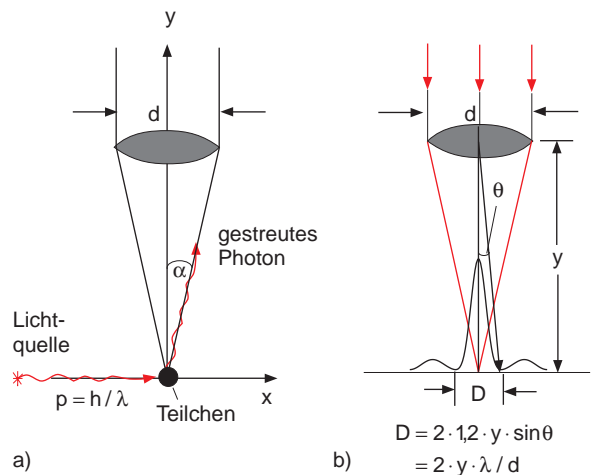 y
d
α
gestreutes
Photon
Licht-
quelle
p = h / λ
Teilchen
x
a)
d
θ
y
D
D = 2 · 1,2 · y · sinθ
= 2 · y · λ / d
b)